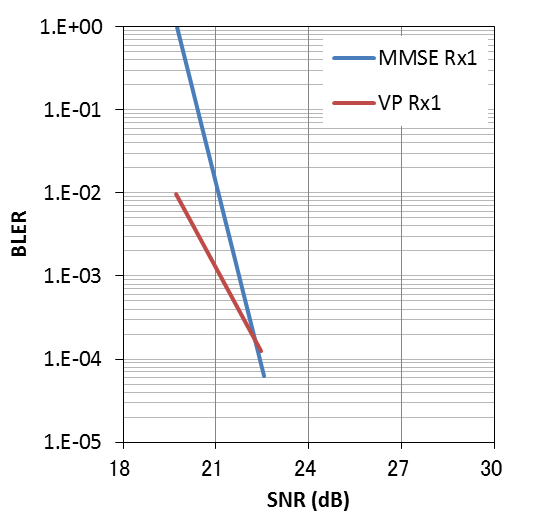 1.E+00
MMSE Rx1
VP Rx1
1.E-01
1.E-02
1.E-03
1.E-04
1.E-05
BLER
18 21 24 27 30
SNR (dB)